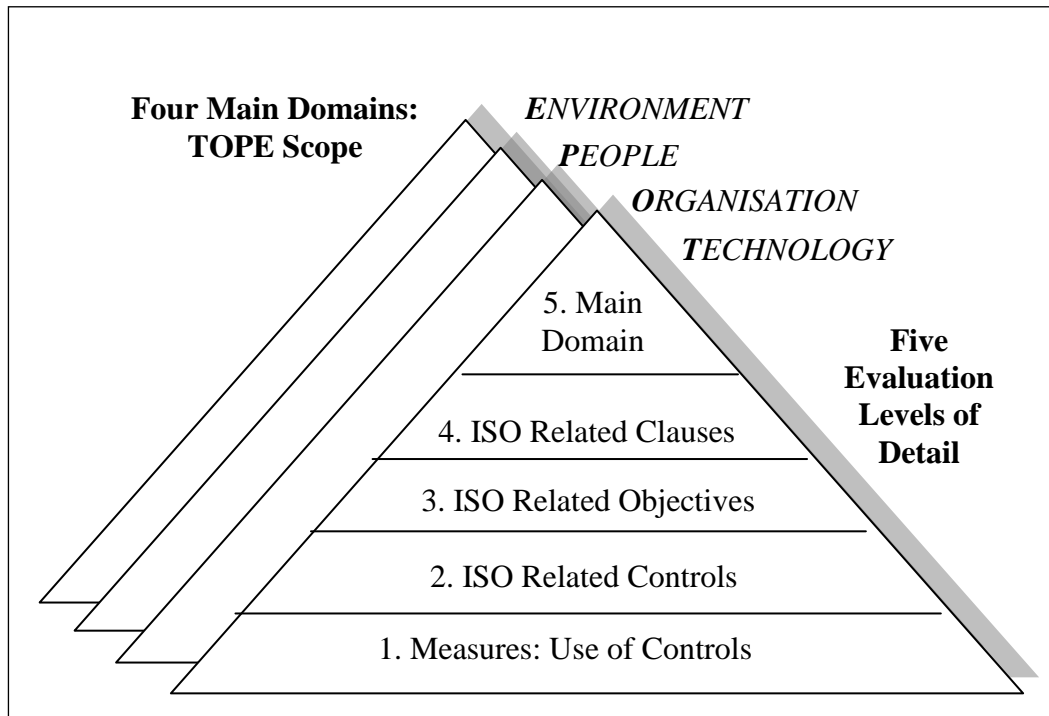 Four Main Domains:
TOPE Scope
ENVIRONMENT
PEOPLE
ORGANISATION
TECHNOLOGY
5. Main
Domain
4. ISO Related Clauses
3. ISO Related Objectives
2. ISO Related Controls
1. Measures: Use of Controls
Five
Evaluation
Levels of
Detail